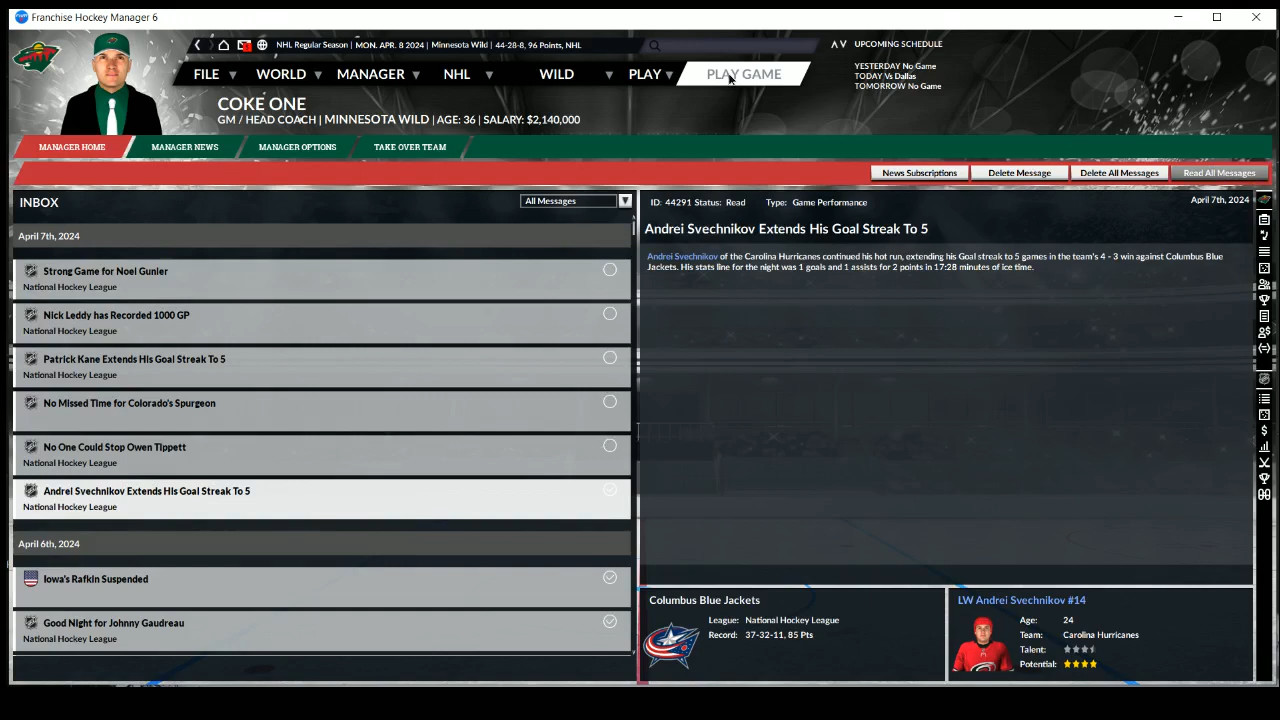 Franchise Hockey Manager 6
NHL Regular Season | MON. APR. 8 2024 | Minnesota Wild | 44-28-8, 96 Points, NHL
FILE WORLD MANAGER NHL WILD PLAY PLAY GAME
UPCOMING SCHEDULE
YESTERDAY No Game
TODAY Vs Dallas
TOMORROW No Game
COKE ONE
GM / HEAD COACH | MINNESOTA WILD | AGE: 36 | SALARY: $2,140,000
MANAGER HOME MANAGER NEWS MANAGER OPTIONS TAKE OVER TEAM
News Subscriptions Delete Message Delete All Messages Read All Messages
INBOX
All Messages
April 7th, 2024
Strong Game for Noel Gunler
National Hockey League
Nick Leddy has Recorded 1000 GP
National Hockey League
Patrick Kane Extends His Goal Streak To 5
National Hockey League
No Missed Time for Colorado's Spurgeon
No One Could Stop Owen Tippett
National Hockey League
Andrei Svechnikov Extends His Goal Streak To 5
National Hockey League
April 6th, 2024
Iowa's Rafkin Suspended
Good Night for Johnny Gaudreau
National Hockey League
ID: 44291 Status: Read Type: Game Performance
April 7th, 2024
Andrei Svechnikov Extends His Goal Streak To 5
Andrei Svechnikov of the Carolina Hurricanes continued his hot run, extending his Goal streak to 5 games in the team's 4 - 3 win against Columbus Blue
Jackets. His stats line for the night was 1 goals and 1 assists for 2 points in 17:28 minutes of ice time.
Columbus Blue Jackets
League: National Hockey League
Record: 37-32-11, 85 Pts
LW Andrei Svechnikov #14
Age: 24
Team: Carolina Hurricanes
Talent:
Potential: